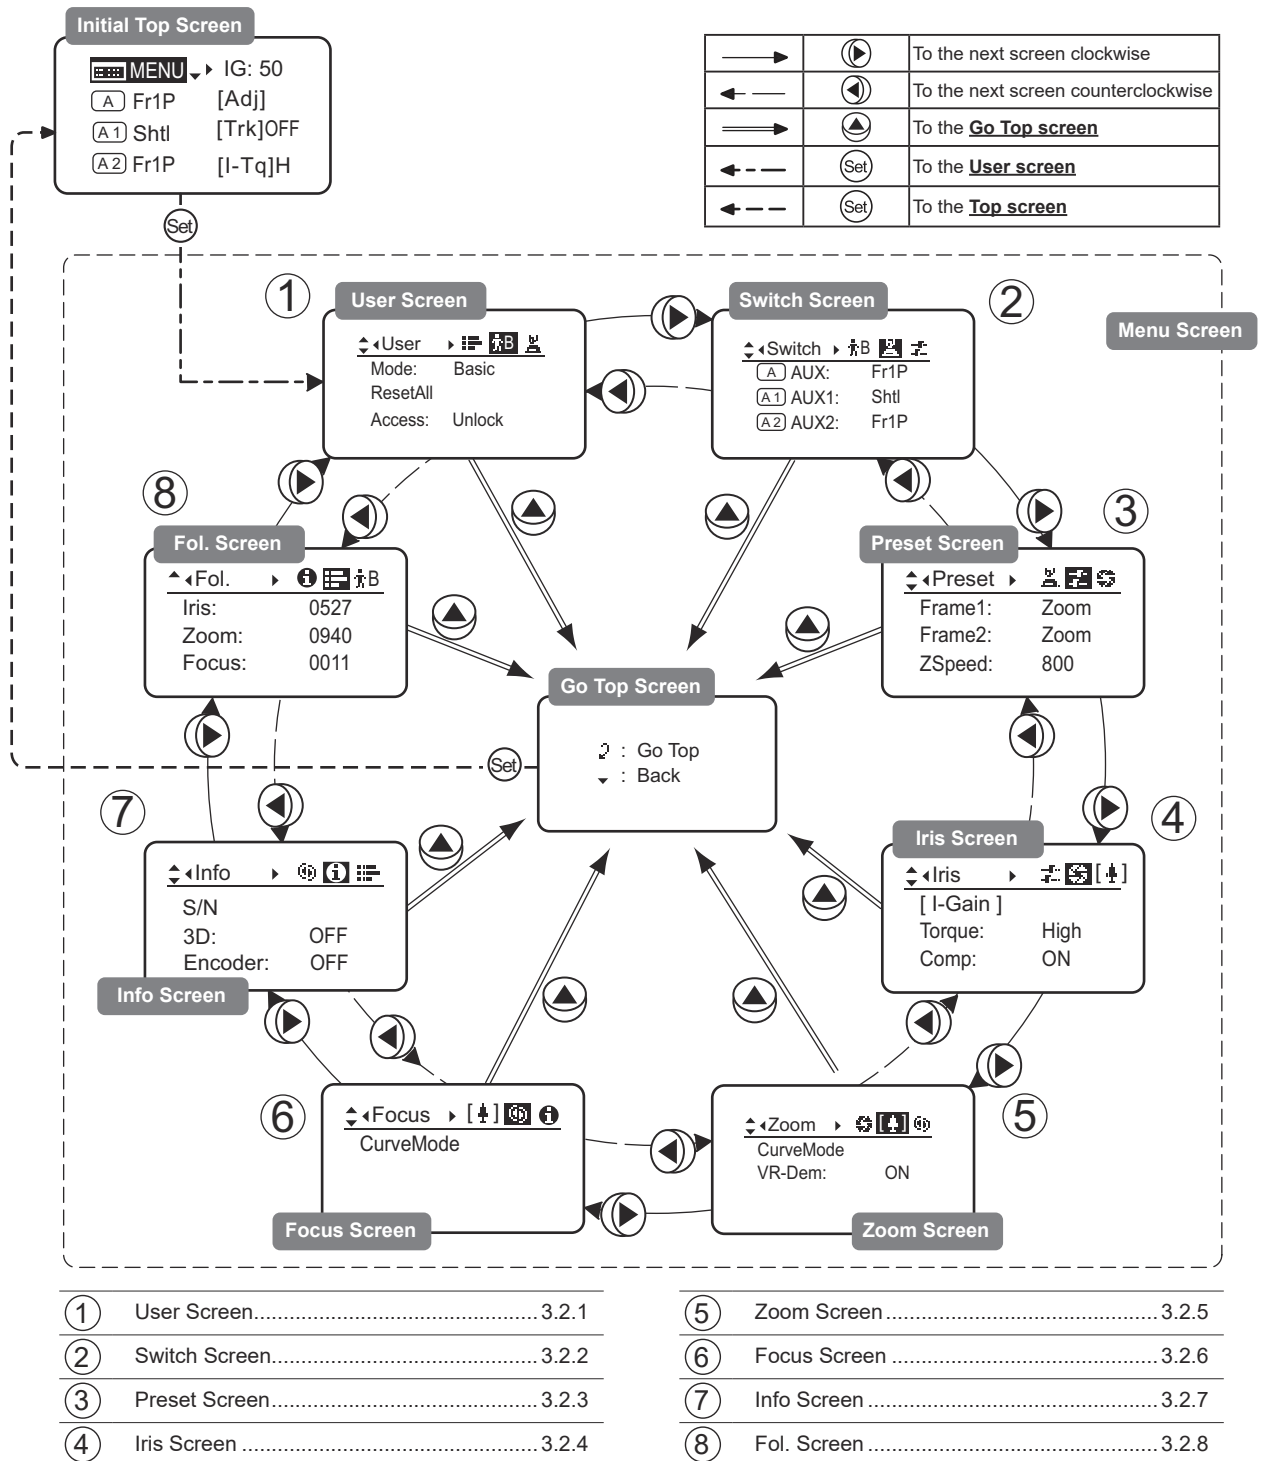 Initial Top Screen
MENU IG: 50
A Fr1P [Adj]
A1 Shtl [Trk]OFF
A2 Fr1P [I-Tq]H
Set
To the next screen clockwise
To the next screen counterclockwise
To the Go Top screen
Set To the User screen
Set To the Top screen
Menu Screen
1
User Screen
User B
Mode: Basic
ResetAll
Access: Unlock
2
Switch Screen
Switch B
A AUX: Fr1P
A1 AUX1: Shtl
A2 AUX2: Fr1P
8
Fol. Screen
Fol. B
Iris: 0527
Zoom: 0940
Focus: 0011
3
Preset Screen
Preset
Frame1: Zoom
Frame2: Zoom
ZSpeed: 800
Go Top Screen
: Go Top
: Back
Set
7
Info
S/N
3D: OFF
Encoder: OFF
Info Screen
4
Iris Screen
Iris [ ]
[ I-Gain ]
Torque: High
Comp: ON
6
Focus [ ]
CurveMode
Focus Screen
5
Zoom [ ]
CurveMode
VR-Dem: ON
Zoom Screen
1 User Screen................................................3.2.1
2 Switch Screen.............................................3.2.2
3 Preset Screen.............................................3.2.3
4 Iris Screen..................................................3.2.4
5 Zoom Screen..............................................3.2.5
6 Focus Screen.............................................3.2.6
7 Info Screen.................................................3.2.7
8 Fol. Screen.................................................3.2.8